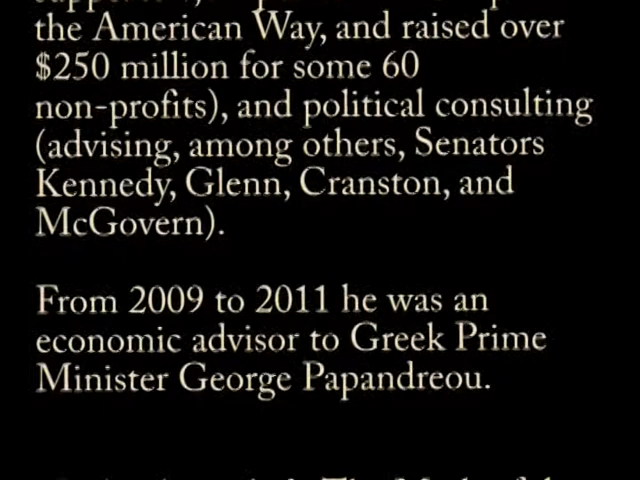 the American Way, and raised over
$250 million for some 60
non-profits), and political consulting
(advising, among others, Senators
Kennedy, Glenn, Cranston, and
McGovern).
From 2009 to 2011 he was an
economic advisor to Greek Prime
Minister George Papandreou.